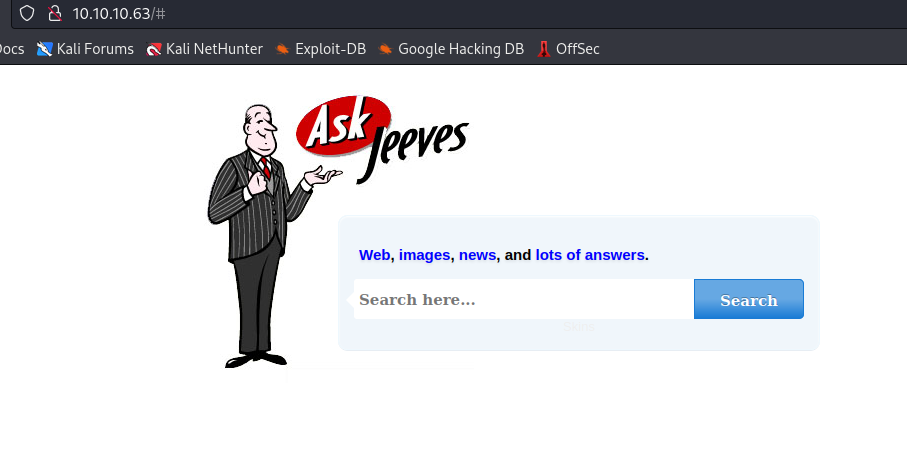 10.10.10.63/#
Docs Kali Forums Kali NetHunter Exploit-DB Google Hacking DB OffSec
Ask
Jeeves
Web, images, news, and lots of answers.
Search here... Search